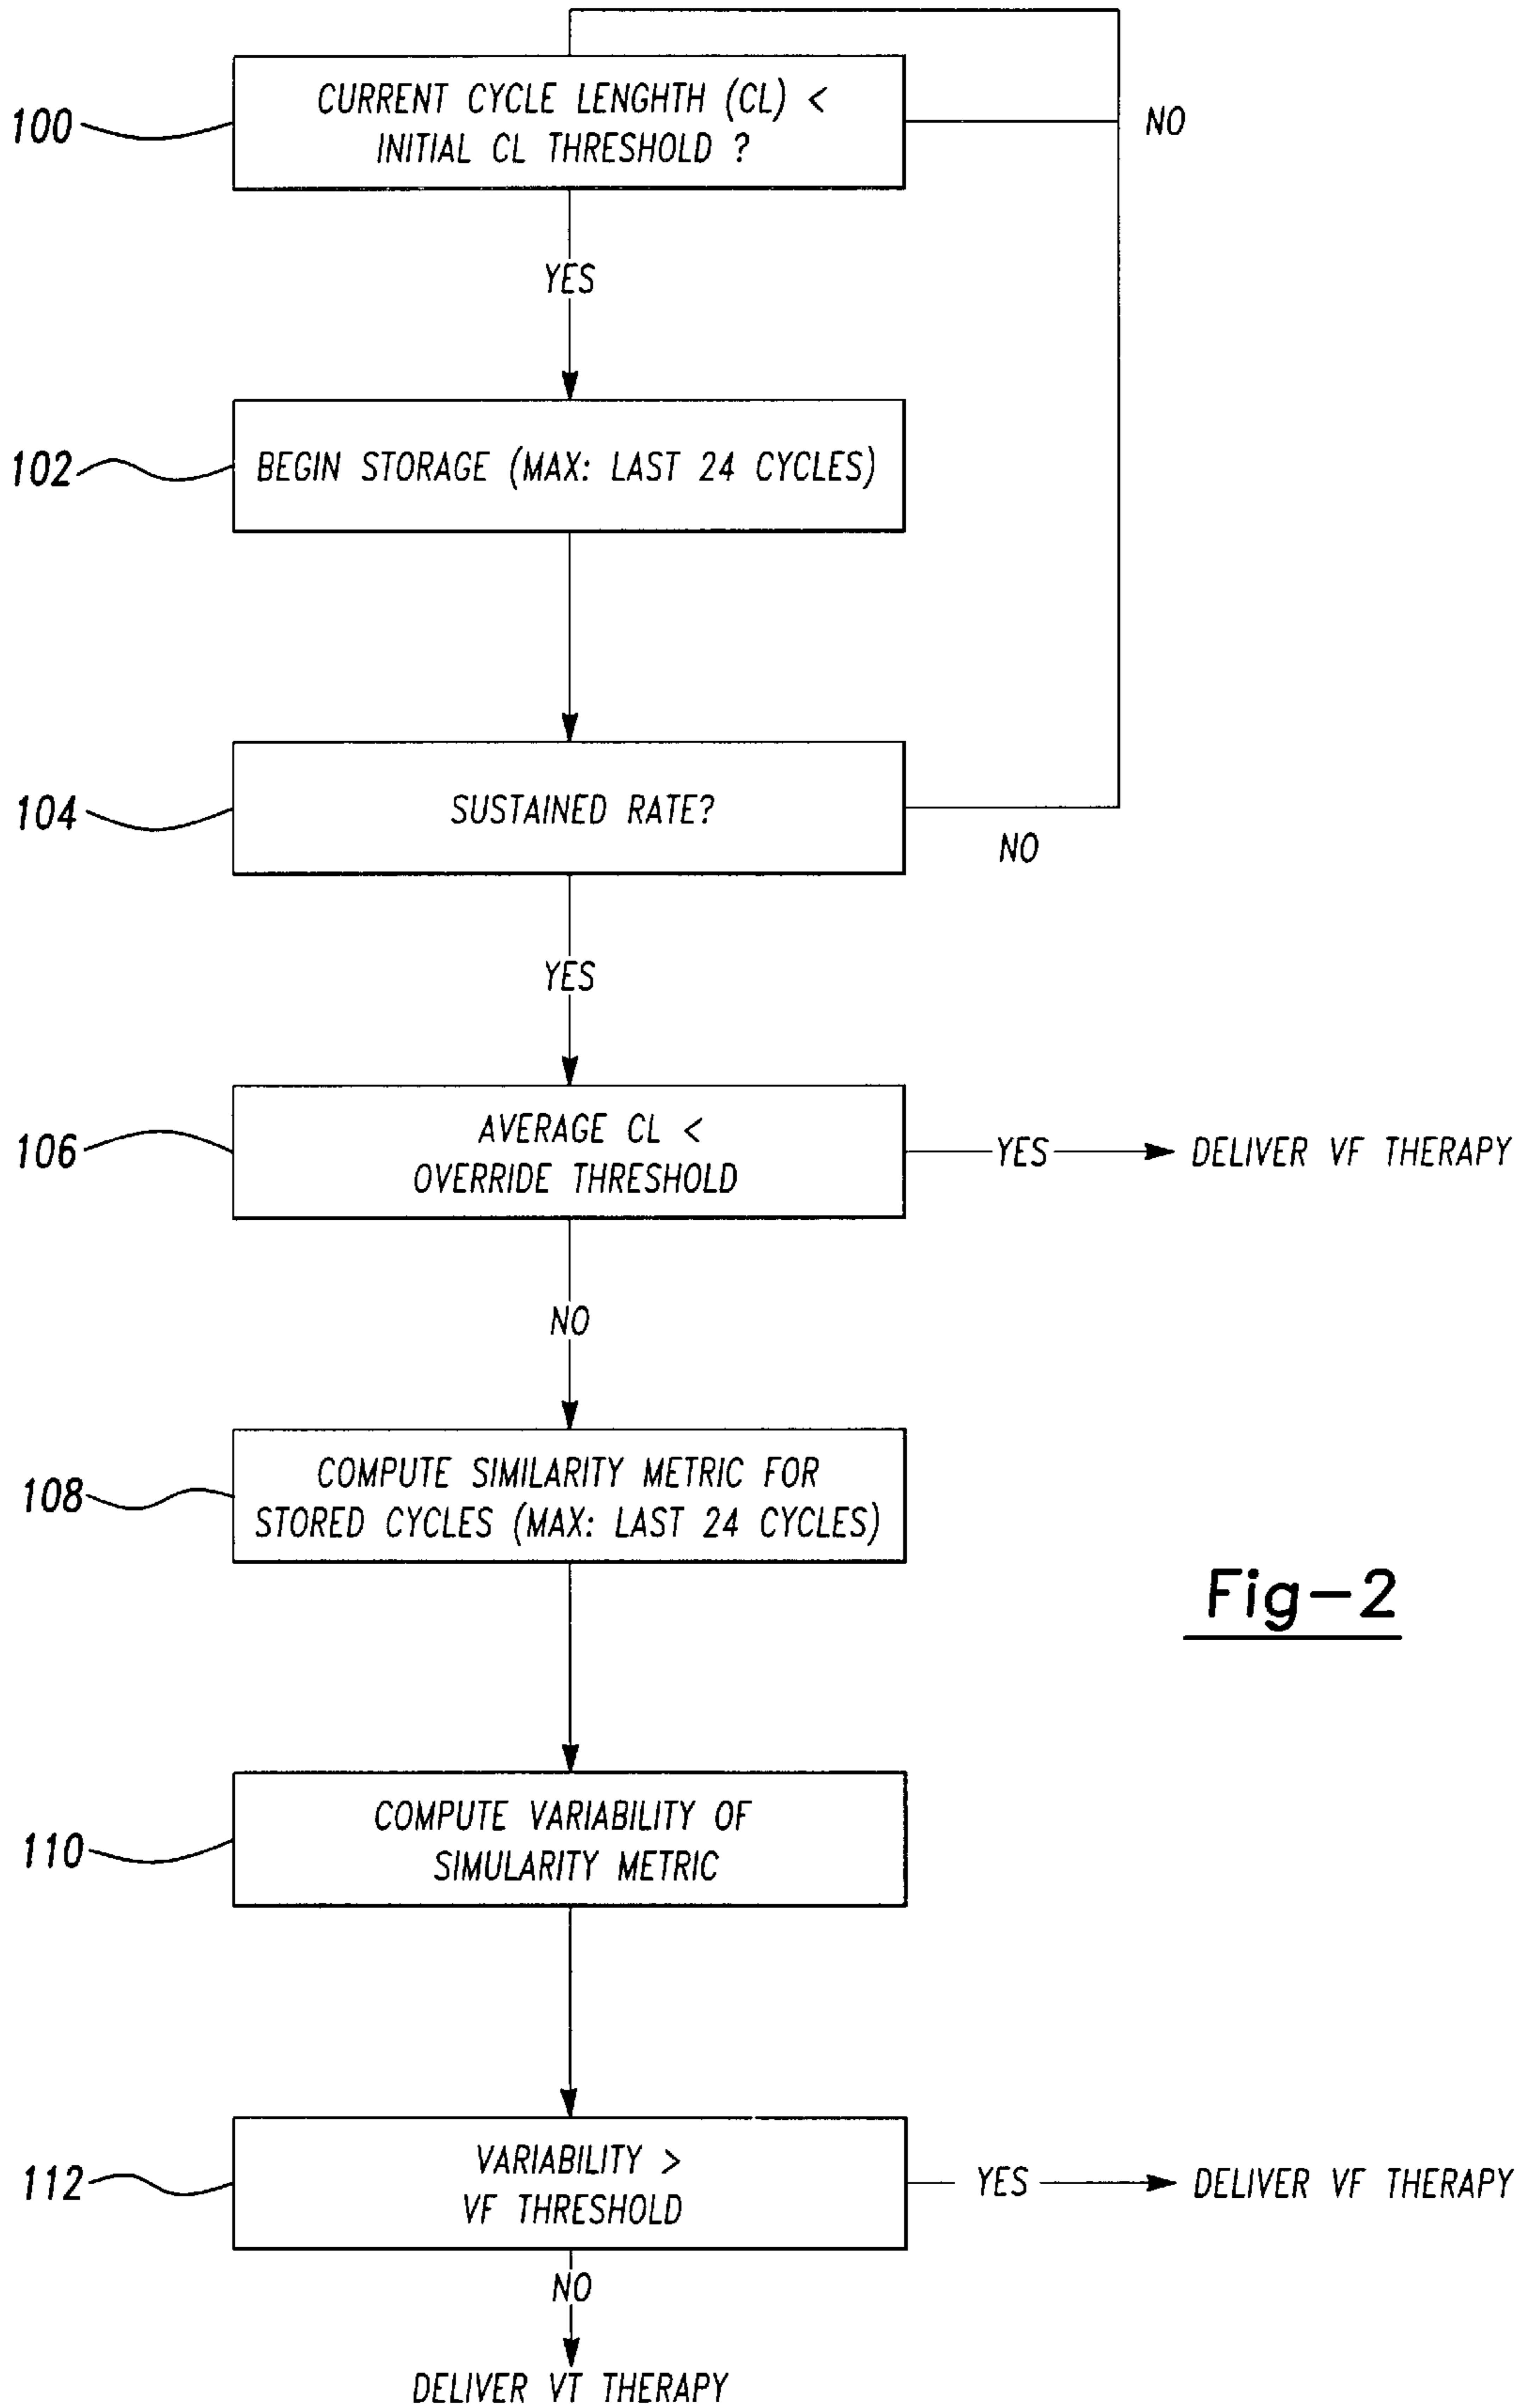 100
CURRENT CYCLE LENGHTH (CL) <
INITIAL CL THRESHOLD ?
NO
YES
102
BEGIN STORAGE (MAX: LAST 24 CYCLES)
104
SUSTAINED RATE?
NO
YES
106
AVERAGE CL <
OVERRIDE THRESHOLD
YES
DELIVER VF THERAPY
NO
108
COMPUTE SIMILARITY METRIC FOR
STORED CYCLES (MAX: LAST 24 CYCLES)
Fig-2
110
COMPUTE VARIABILITY OF
SIMULARITY METRIC
112
VARIABILITY >
VF THRESHOLD
YES
DELIVER VF THERAPY
NO
DELIVER VT THERAPY